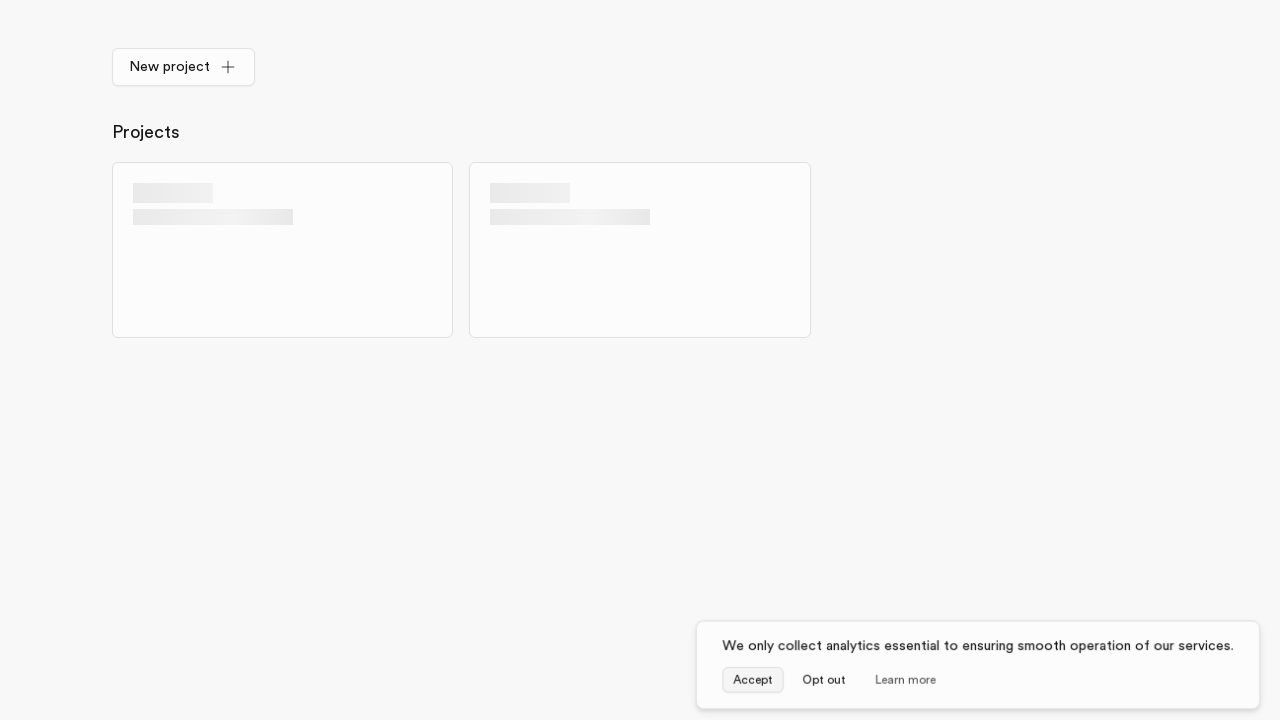 New project
Projects
We only collect analytics essential to ensuring smooth operation of our services.
Accept Opt out Learn more